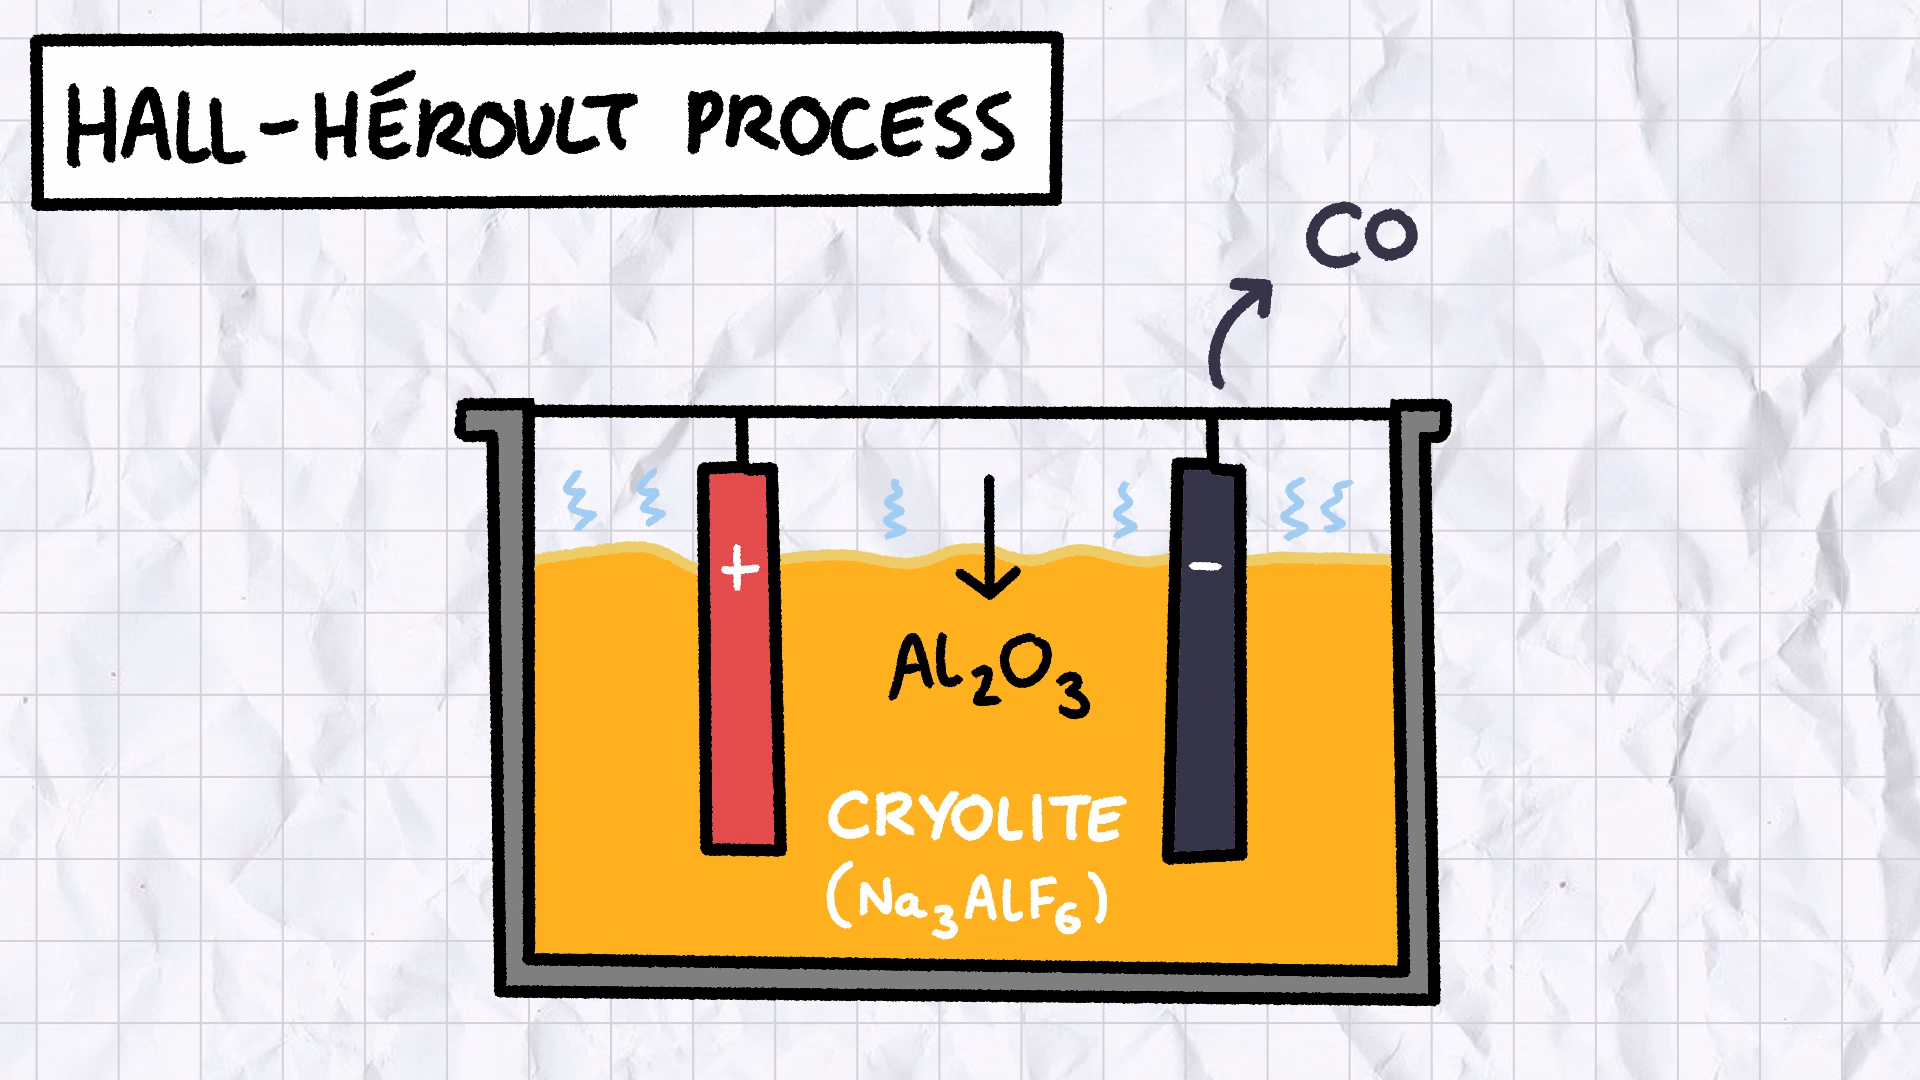 HALL-HÉROULT PROCESS
CO
+
-
Al₂O₃
CRYOLITE
(Na₃AlF₆)